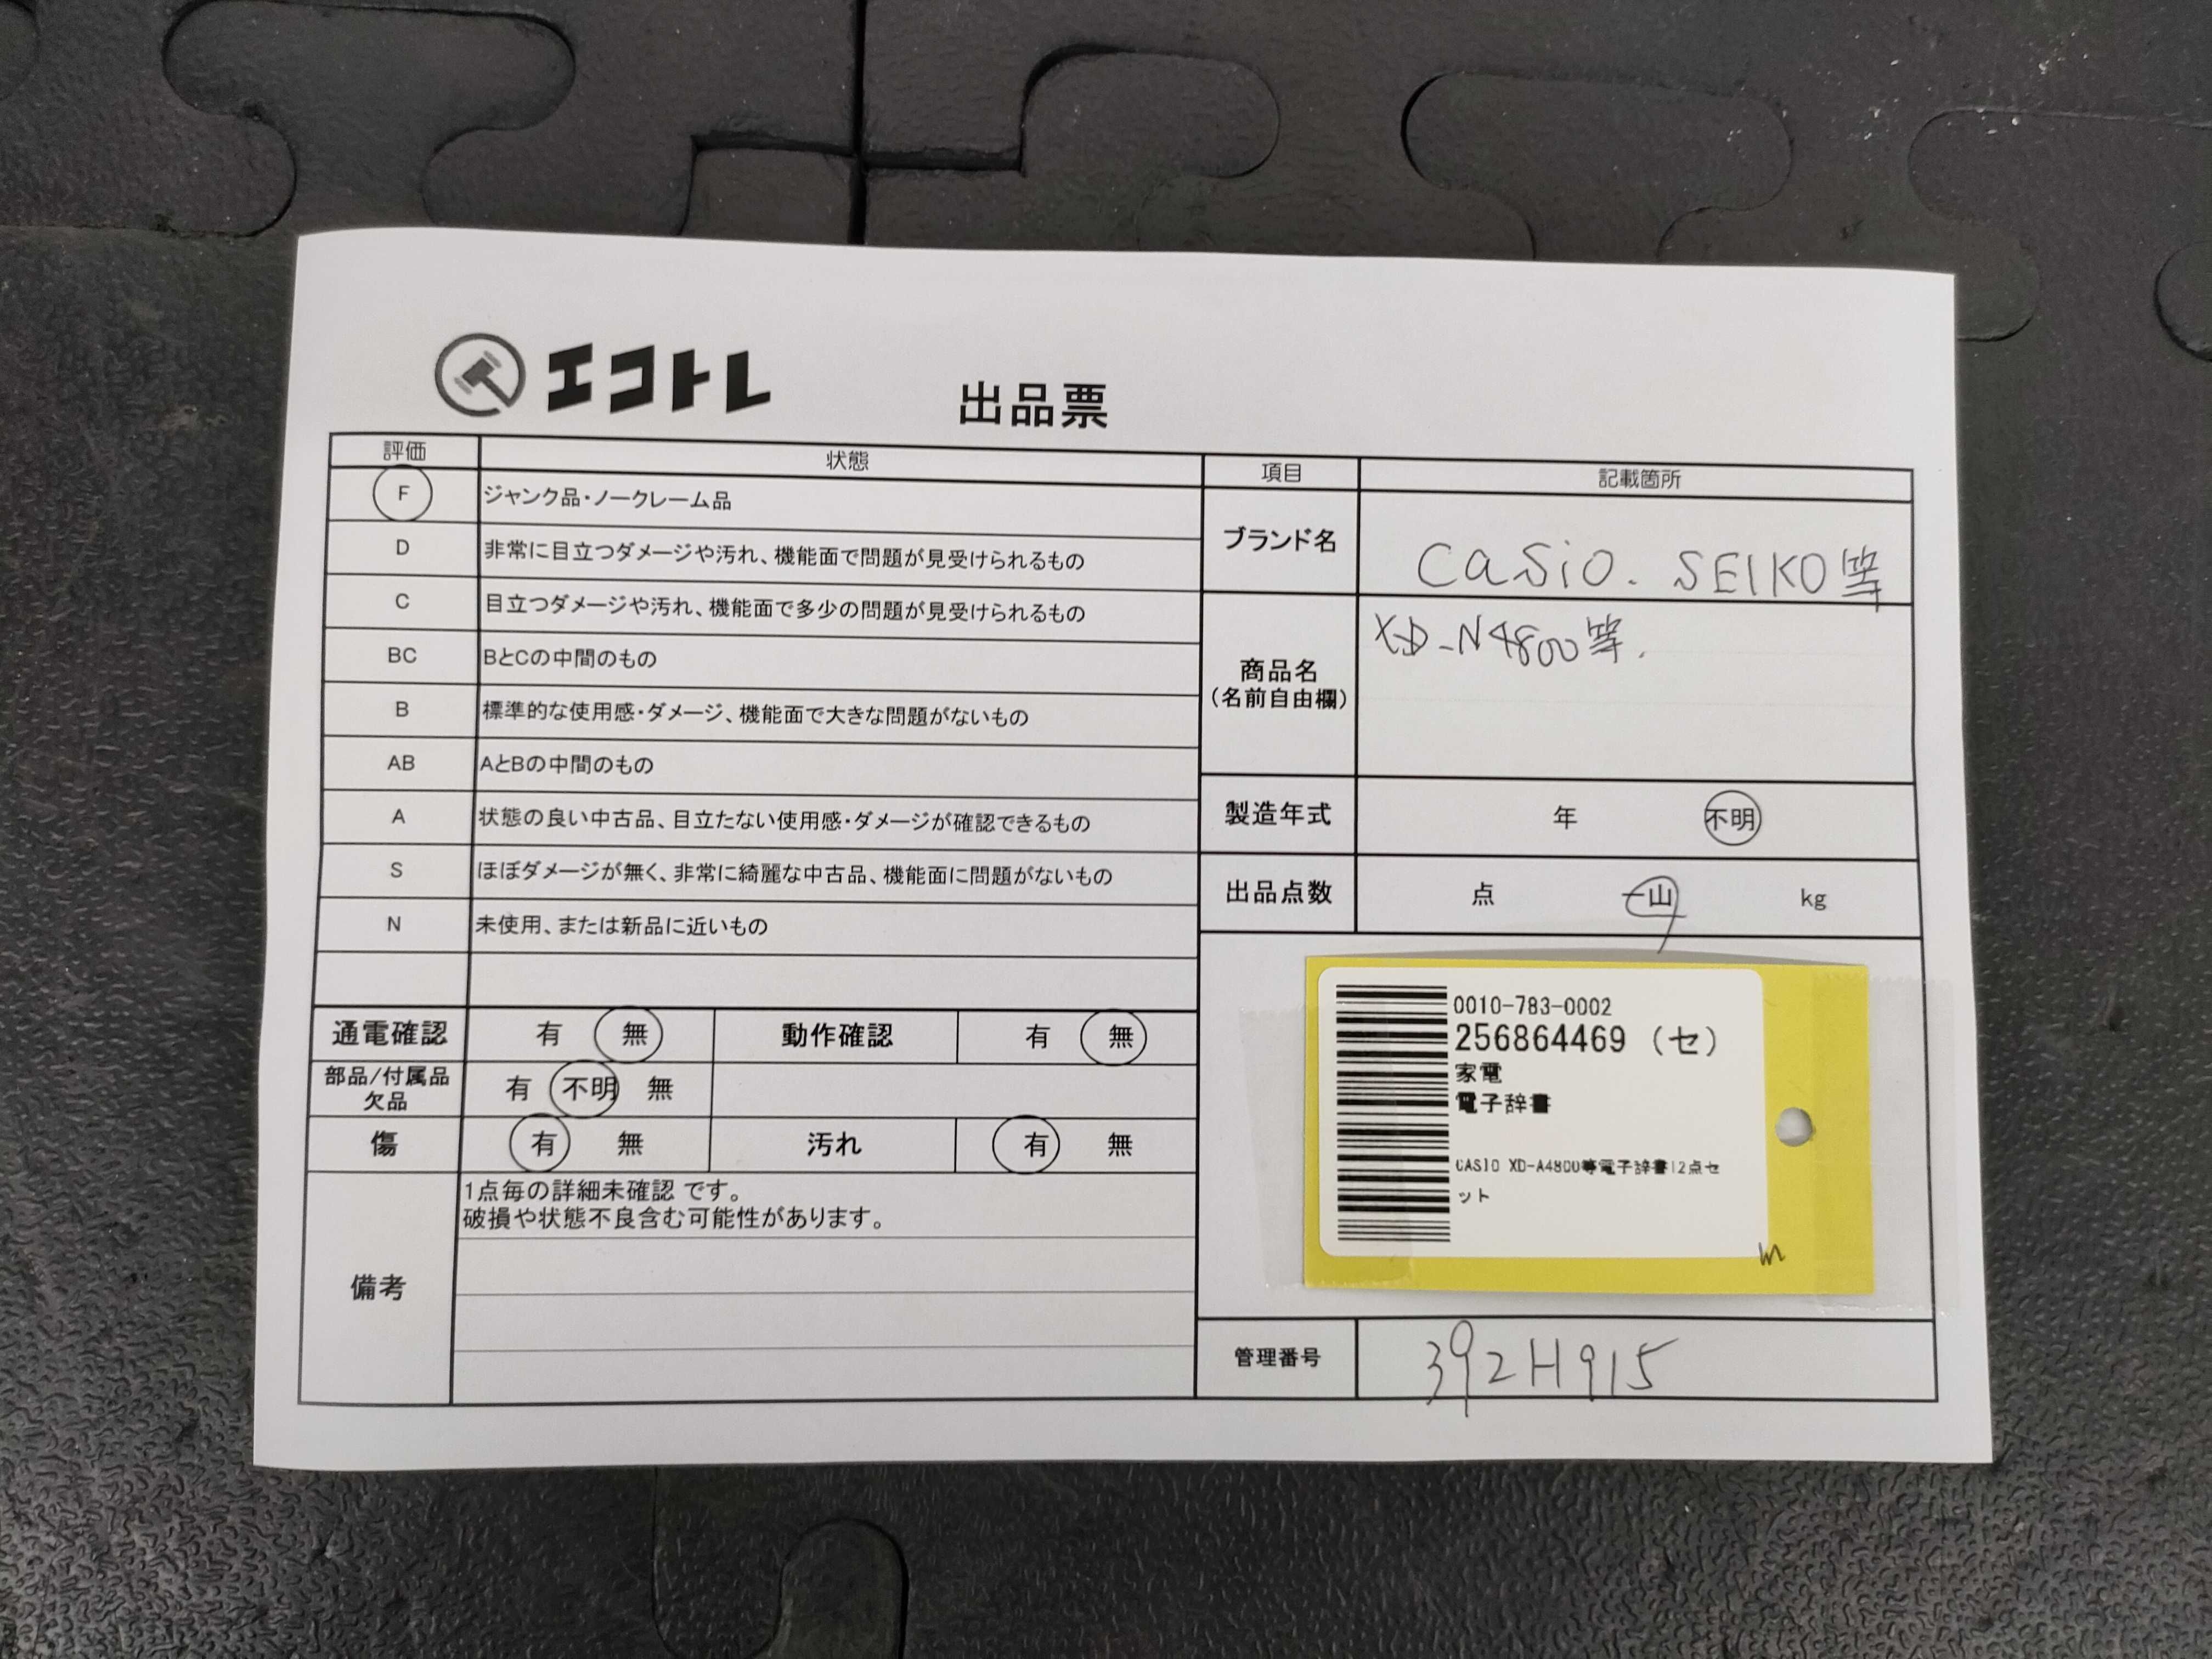 エコトレ
出品票
評価 状態
F ジャンク品・ノークレーム品
D 非常に目立つダメージや汚れ、機能面で問題が見受けられるもの
C 目立つダメージや汚れ、機能面で多少の問題が見受けられるもの
BC BとCの中間のもの
B 標準的な使用感・ダメージ、機能面で大きな問題がないもの
AB AとBの中間のもの
A 状態の良い中古品、目立たない使用感・ダメージが確認できるもの
S ほぼダメージが無く、非常に綺麗な中古品、機能面に問題がないもの
N 未使用、または新品に近いもの
通電確認 有 無 動作確認 有 無
部品/付属品
欠品 有 不明 無
傷 有 無 汚れ 有 無
備考
1点毎の詳細未確認 です。
破損や状態不良含む可能性があります。
項目 記載箇所
ブランド名 CASIO. SEIKO等
商品名
(名前自由欄)
XD-N4800等.
製造年式 年 不明
出品点数 点 一山 kg
0010-783-0002
256864469 (セ)
家電
電子辞書
CASIO XD-A4800等電子辞書12点セ
ット
管理番号 392H915